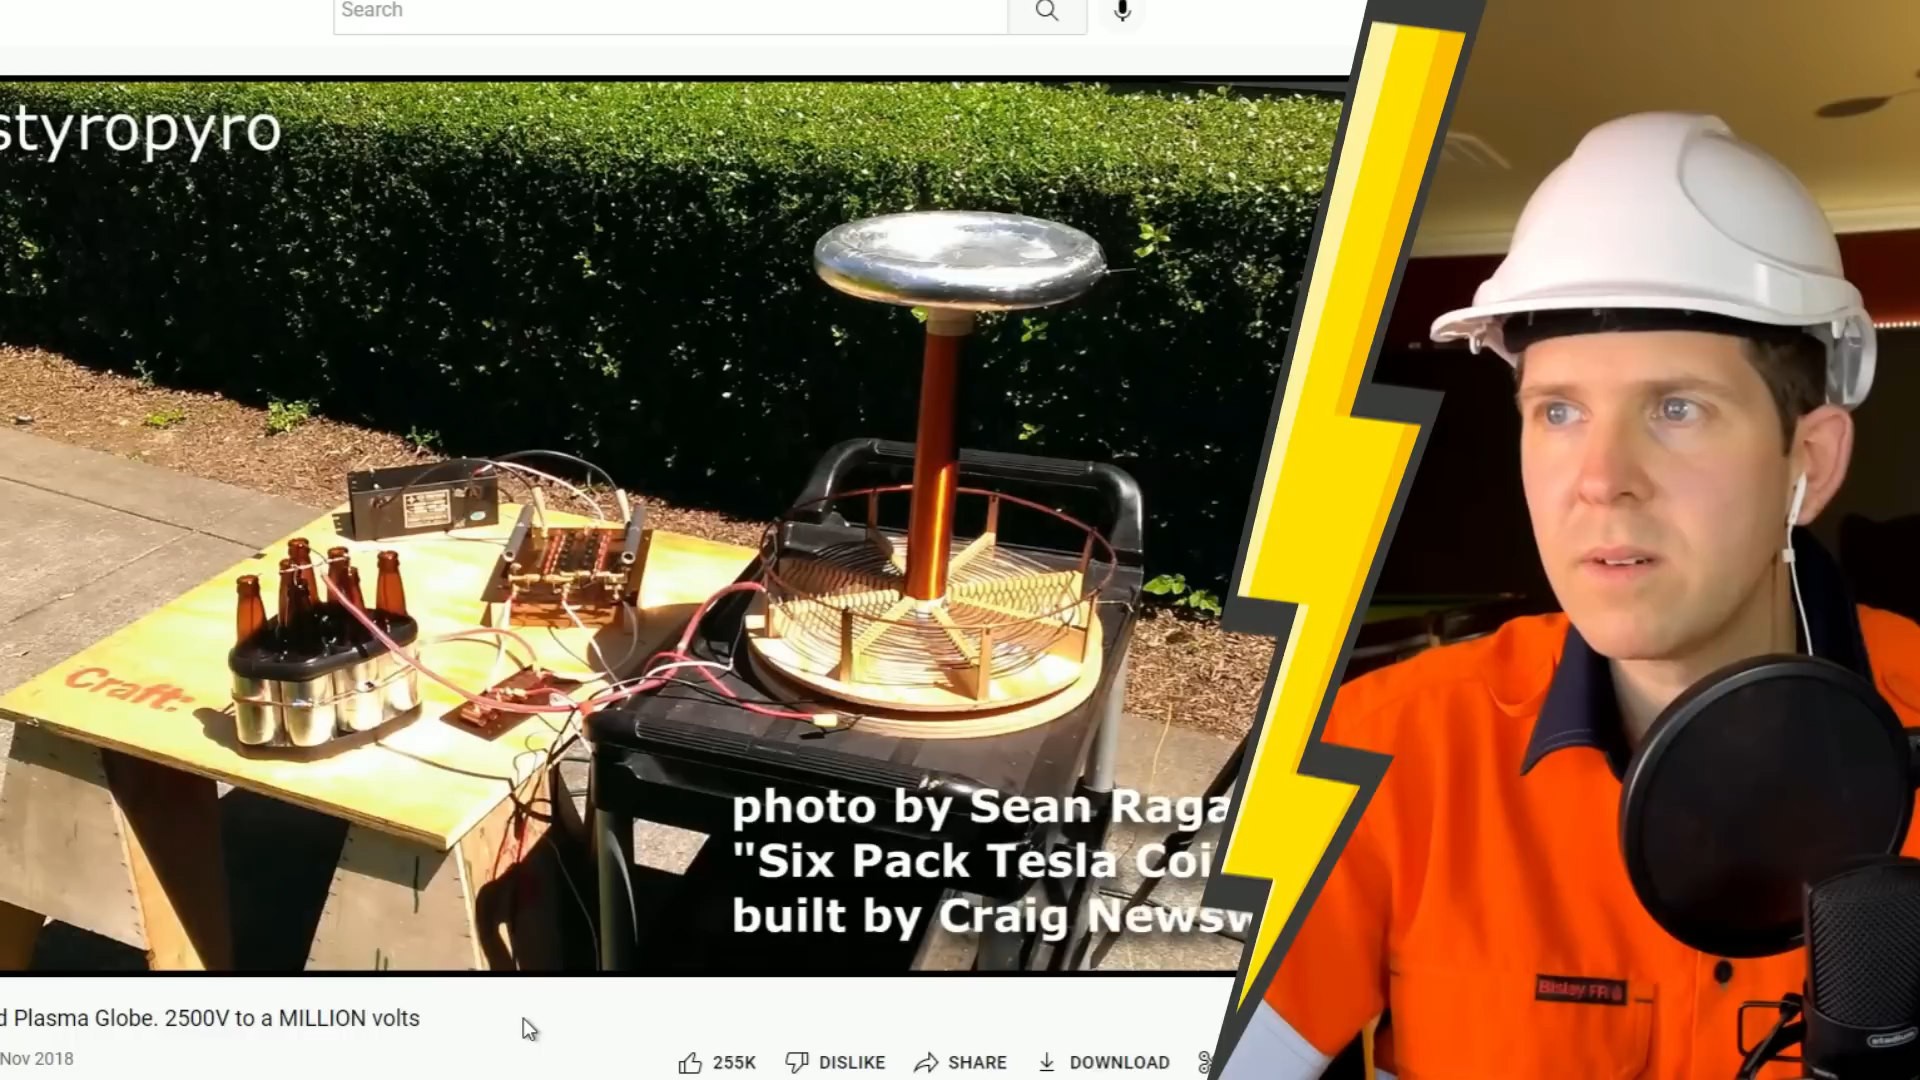 Search
styropyro
Craft:
photo by Sean Raga
"Six Pack Tesla Coi
built by Craig Newsw
d Plasma Globe. 2500V to a MILLION volts
Nov 2018
255K DISLIKE SHARE DOWNLOAD
Bisley FR